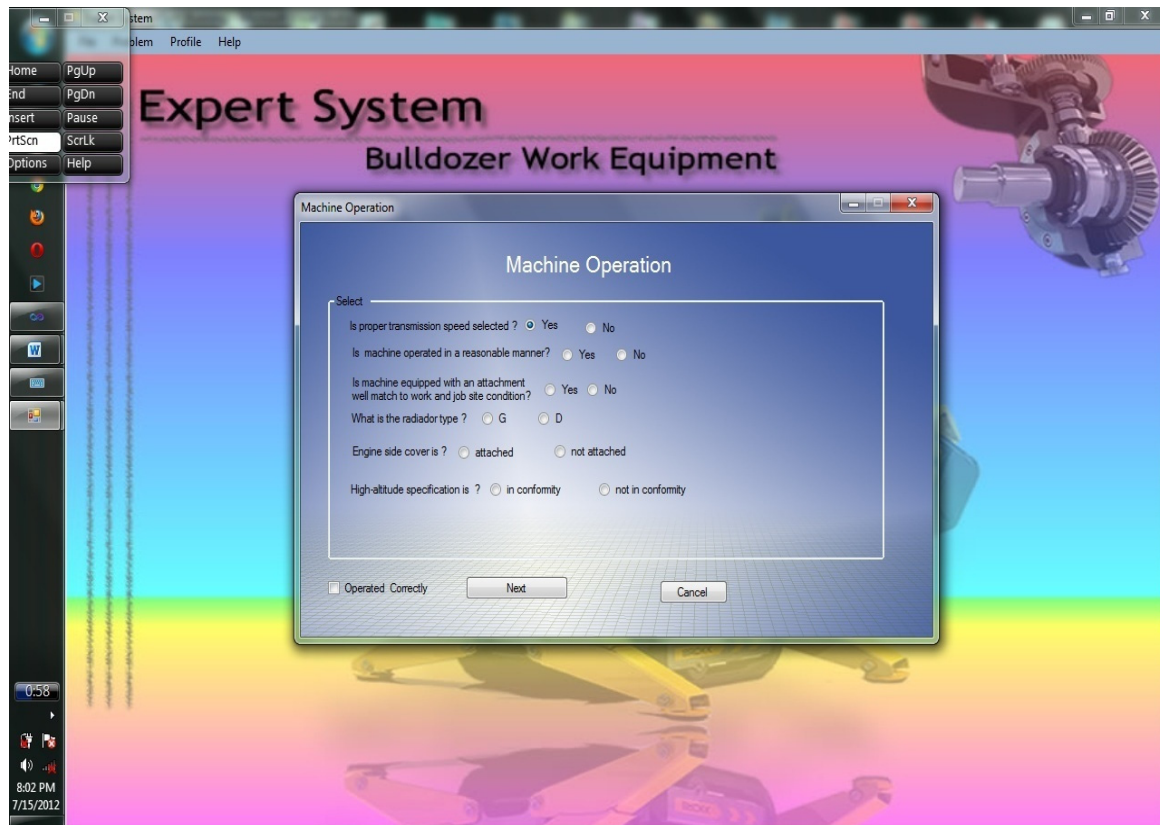 stem
File Problem Profile Help
Home PgUp
End PgDn
Insert Pause
PrtScn ScrLk
Options Help
Expert System
Bulldozer Work Equipment
Machine Operation
Machine Operation
Select
Is proper transmission speed selected ? Yes No
Is machine operated in a reasonable manner? Yes No
Is machine equipped with an attachment
well match to work and job site condition? Yes No
What is the radiador type ? G D
Engine side cover is ? attached not attached
High-altitude specification is ? in conformity not in conformity
Operated Correctly Next Cancel
0:58
8:02 PM
7/15/2012